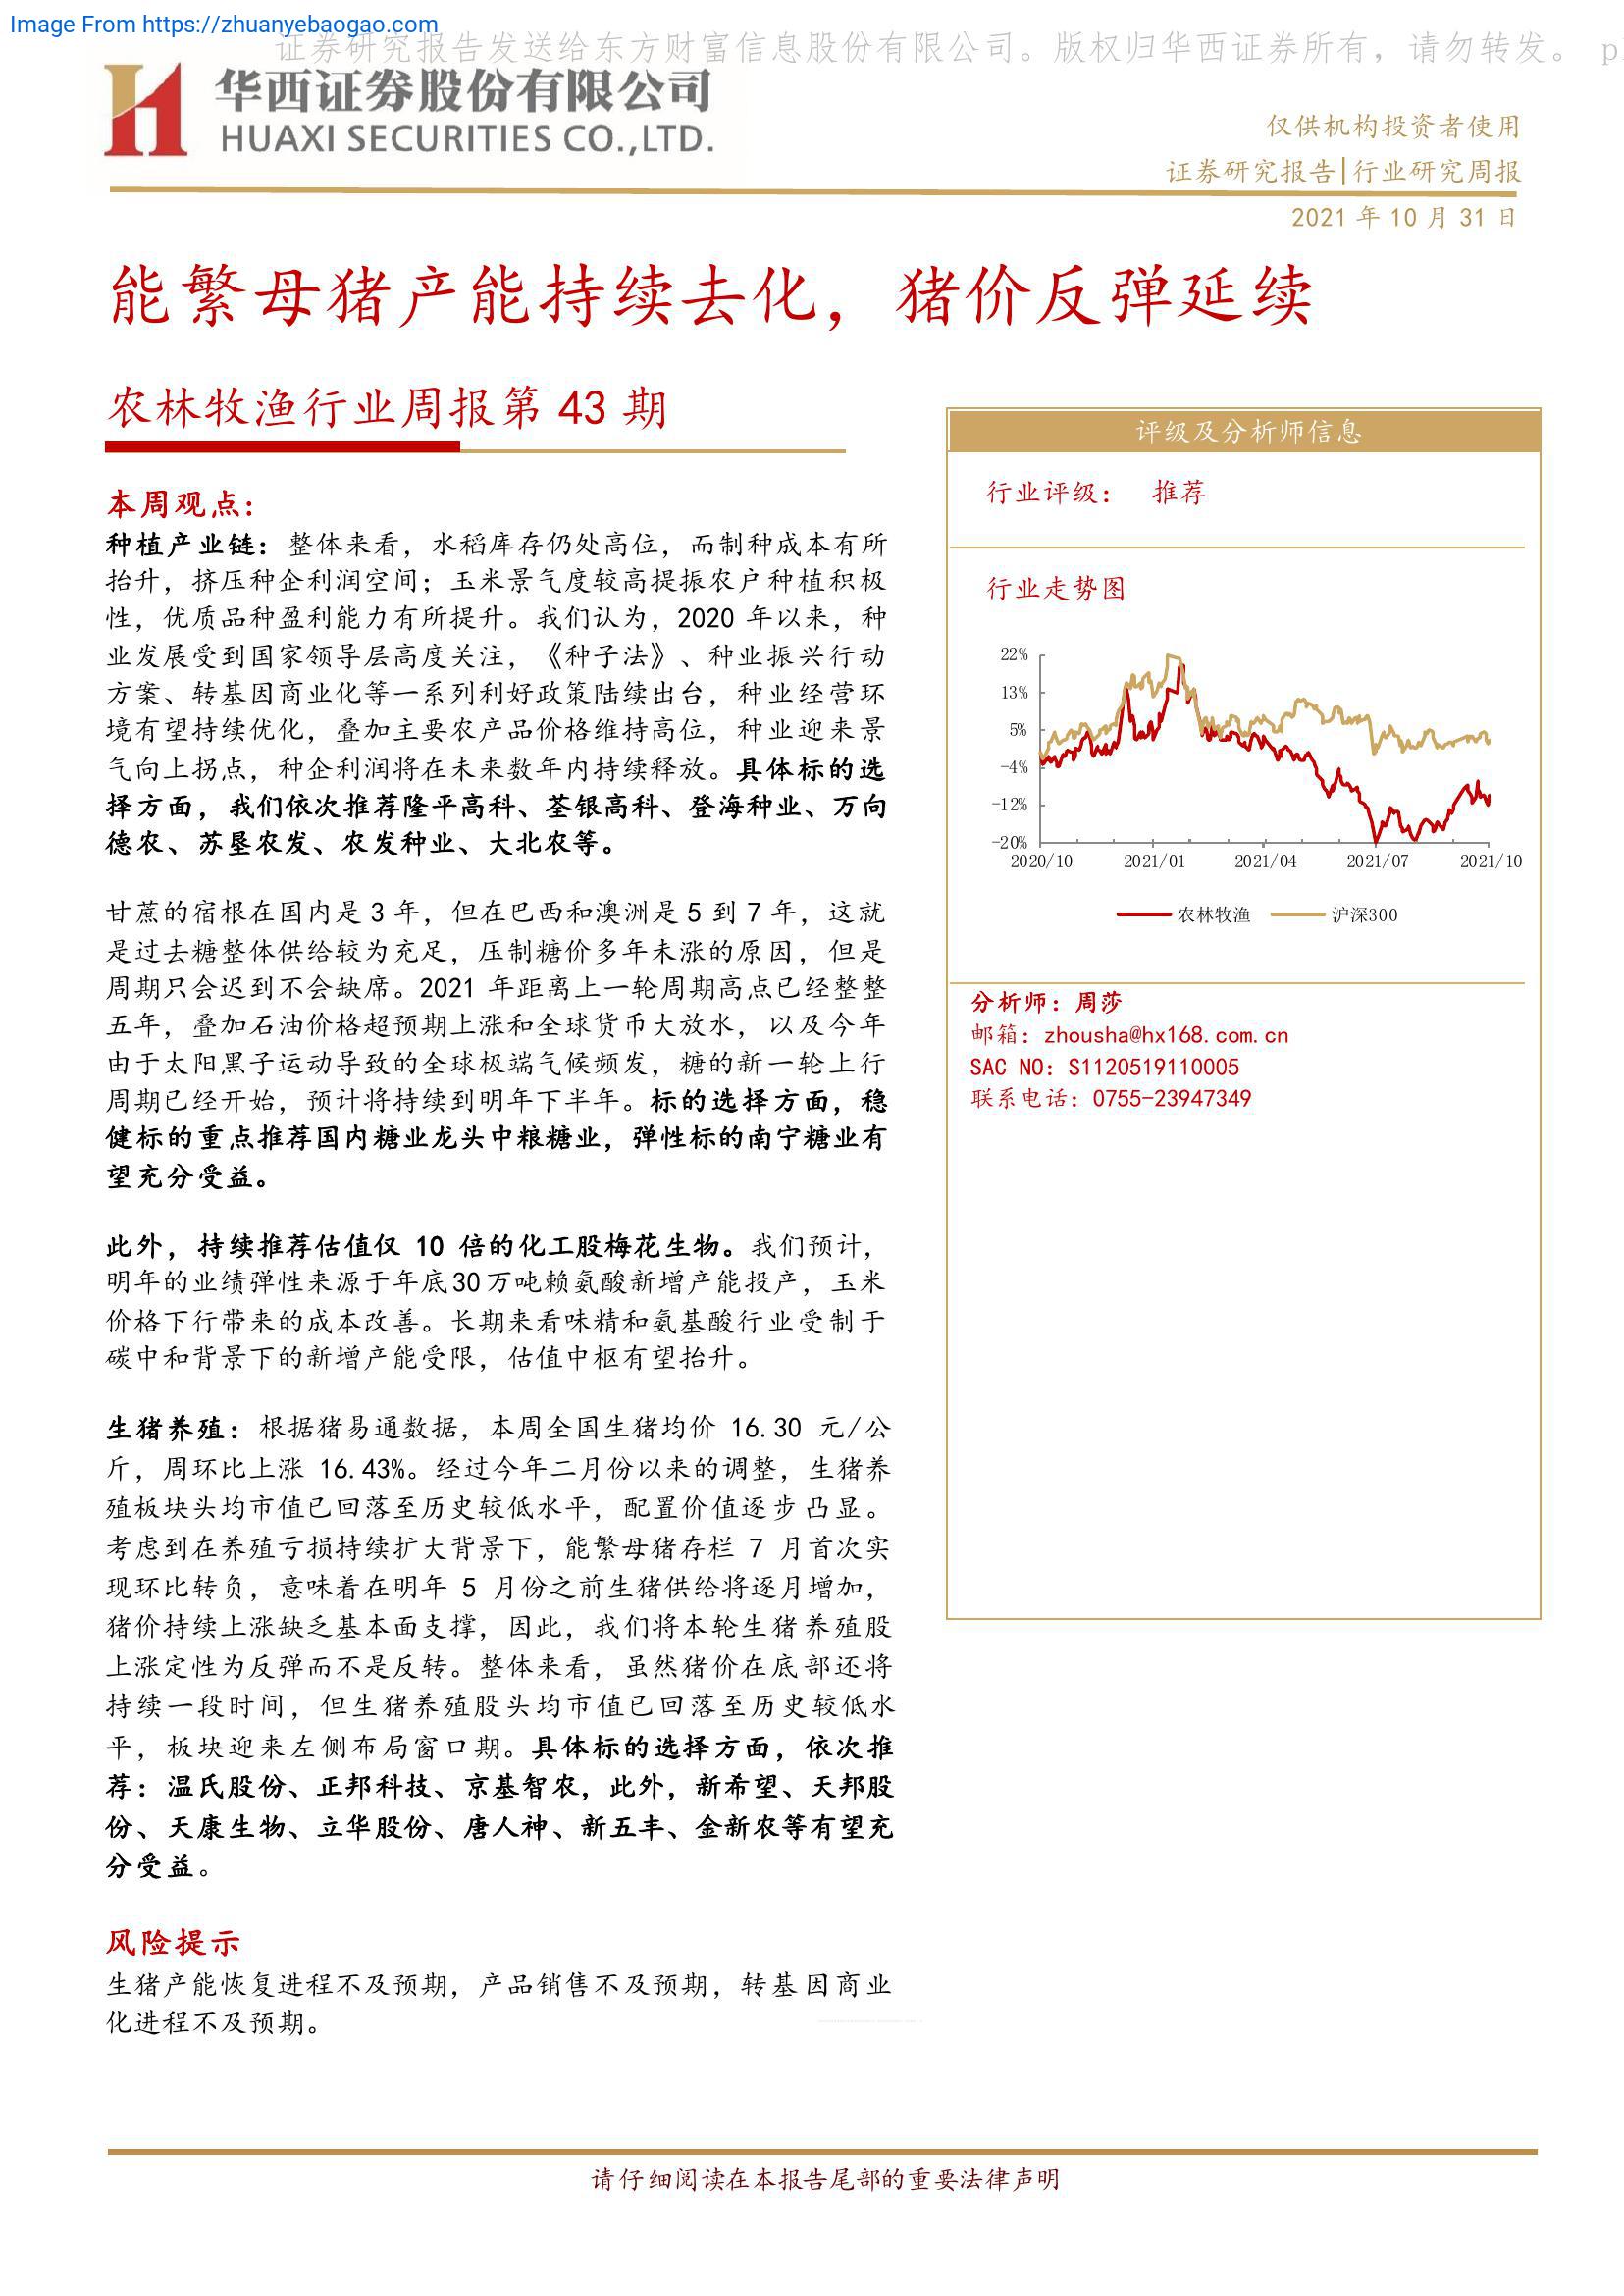 Image From https://zhuanyebaogao.com
证券研究报告发送给东方财富信息股份有限公司。版权归华西证券所有，请勿转发。 p
华西证券股份有限公司
HUAXI SECURITIES CO.,LTD.
仅供机构投资者使用
证券研究报告|行业研究周报
2021 年 10 月 31 日
能繁母猪产能持续去化，猪价反弹延续
农林牧渔行业周报第 43 期
本周观点：
种植产业链：整体来看，水稻库存仍处高位，而制种成本有所
抬升，挤压种企利润空间；玉米景气度较高提振农户种植积极
性，优质品种盈利能力有所提升。我们认为，2020 年以来，种
业发展受到国家领导层高度关注，《种子法》、种业振兴行动
方案、转基因商业化等一系列利好政策陆续出台，种业经营环
境有望持续优化，叠加主要农产品价格维持高位，种业迎来景
气向上拐点，种企利润将在未来数年内持续释放。具体标的选
择方面，我们依次推荐隆平高科、荃银高科、登海种业、万向
德农、苏垦农发、农发种业、大北农等。
甘蔗的宿根在国内是 3 年，但在巴西和澳洲是 5 到 7 年，这就
是过去糖整体供给较为充足，压制糖价多年未涨的原因，但是
周期只会迟到不会缺席。2021 年距离上一轮周期高点已经整整
五年，叠加石油价格超预期上涨和全球货币大放水，以及今年
由于太阳黑子运动导致的全球极端气候频发，糖的新一轮上行
周期已经开始，预计将持续到明年下半年。标的选择方面，稳
健标的重点推荐国内糖业龙头中粮糖业，弹性标的南宁糖业有
望充分受益。
此外，持续推荐估值仅 10 倍的化工股梅花生物。我们预计，
明年的业绩弹性来源于年底30万吨赖氨酸新增产能投产，玉米
价格下行带来的成本改善。长期来看味精和氨基酸行业受制于
碳中和背景下的新增产能受限，估值中枢有望抬升。
生猪养殖：根据猪易通数据，本周全国生猪均价 16.30 元/公
斤，周环比上涨 16.43%。经过今年二月份以来的调整，生猪养
殖板块头均市值已回落至历史较低水平，配置价值逐步凸显。
考虑到在养殖亏损持续扩大背景下，能繁母猪存栏 7 月首次实
现环比转负，意味着在明年 5 月份之前生猪供给将逐月增加，
猪价持续上涨缺乏基本面支撑，因此，我们将本轮生猪养殖股
上涨定性为反弹而不是反转。整体来看，虽然猪价在底部还将
持续一段时间，但生猪养殖股头均市值已回落至历史较低水
平，板块迎来左侧布局窗口期。具体标的选择方面，依次推
荐：温氏股份、正邦科技、京基智农，此外，新希望、天邦股
份、天康生物、立华股份、唐人神、新五丰、金新农等有望充
分受益。
风险提示
生猪产能恢复进程不及预期，产品销售不及预期，转基因商业
化进程不及预期。
评级及分析师信息
行业评级： 推荐
行业走势图
22%
13%
5%
-4%
-12%
-20%
2020/10 2021/01 2021/04 2021/07 2021/10
农林牧渔 沪深300
分析师：周莎
邮箱：zhousha@hx168.com.cn
SAC NO：S1120519110005
联系电话：0755-23947349
请仔细阅读在本报告尾部的重要法律声明